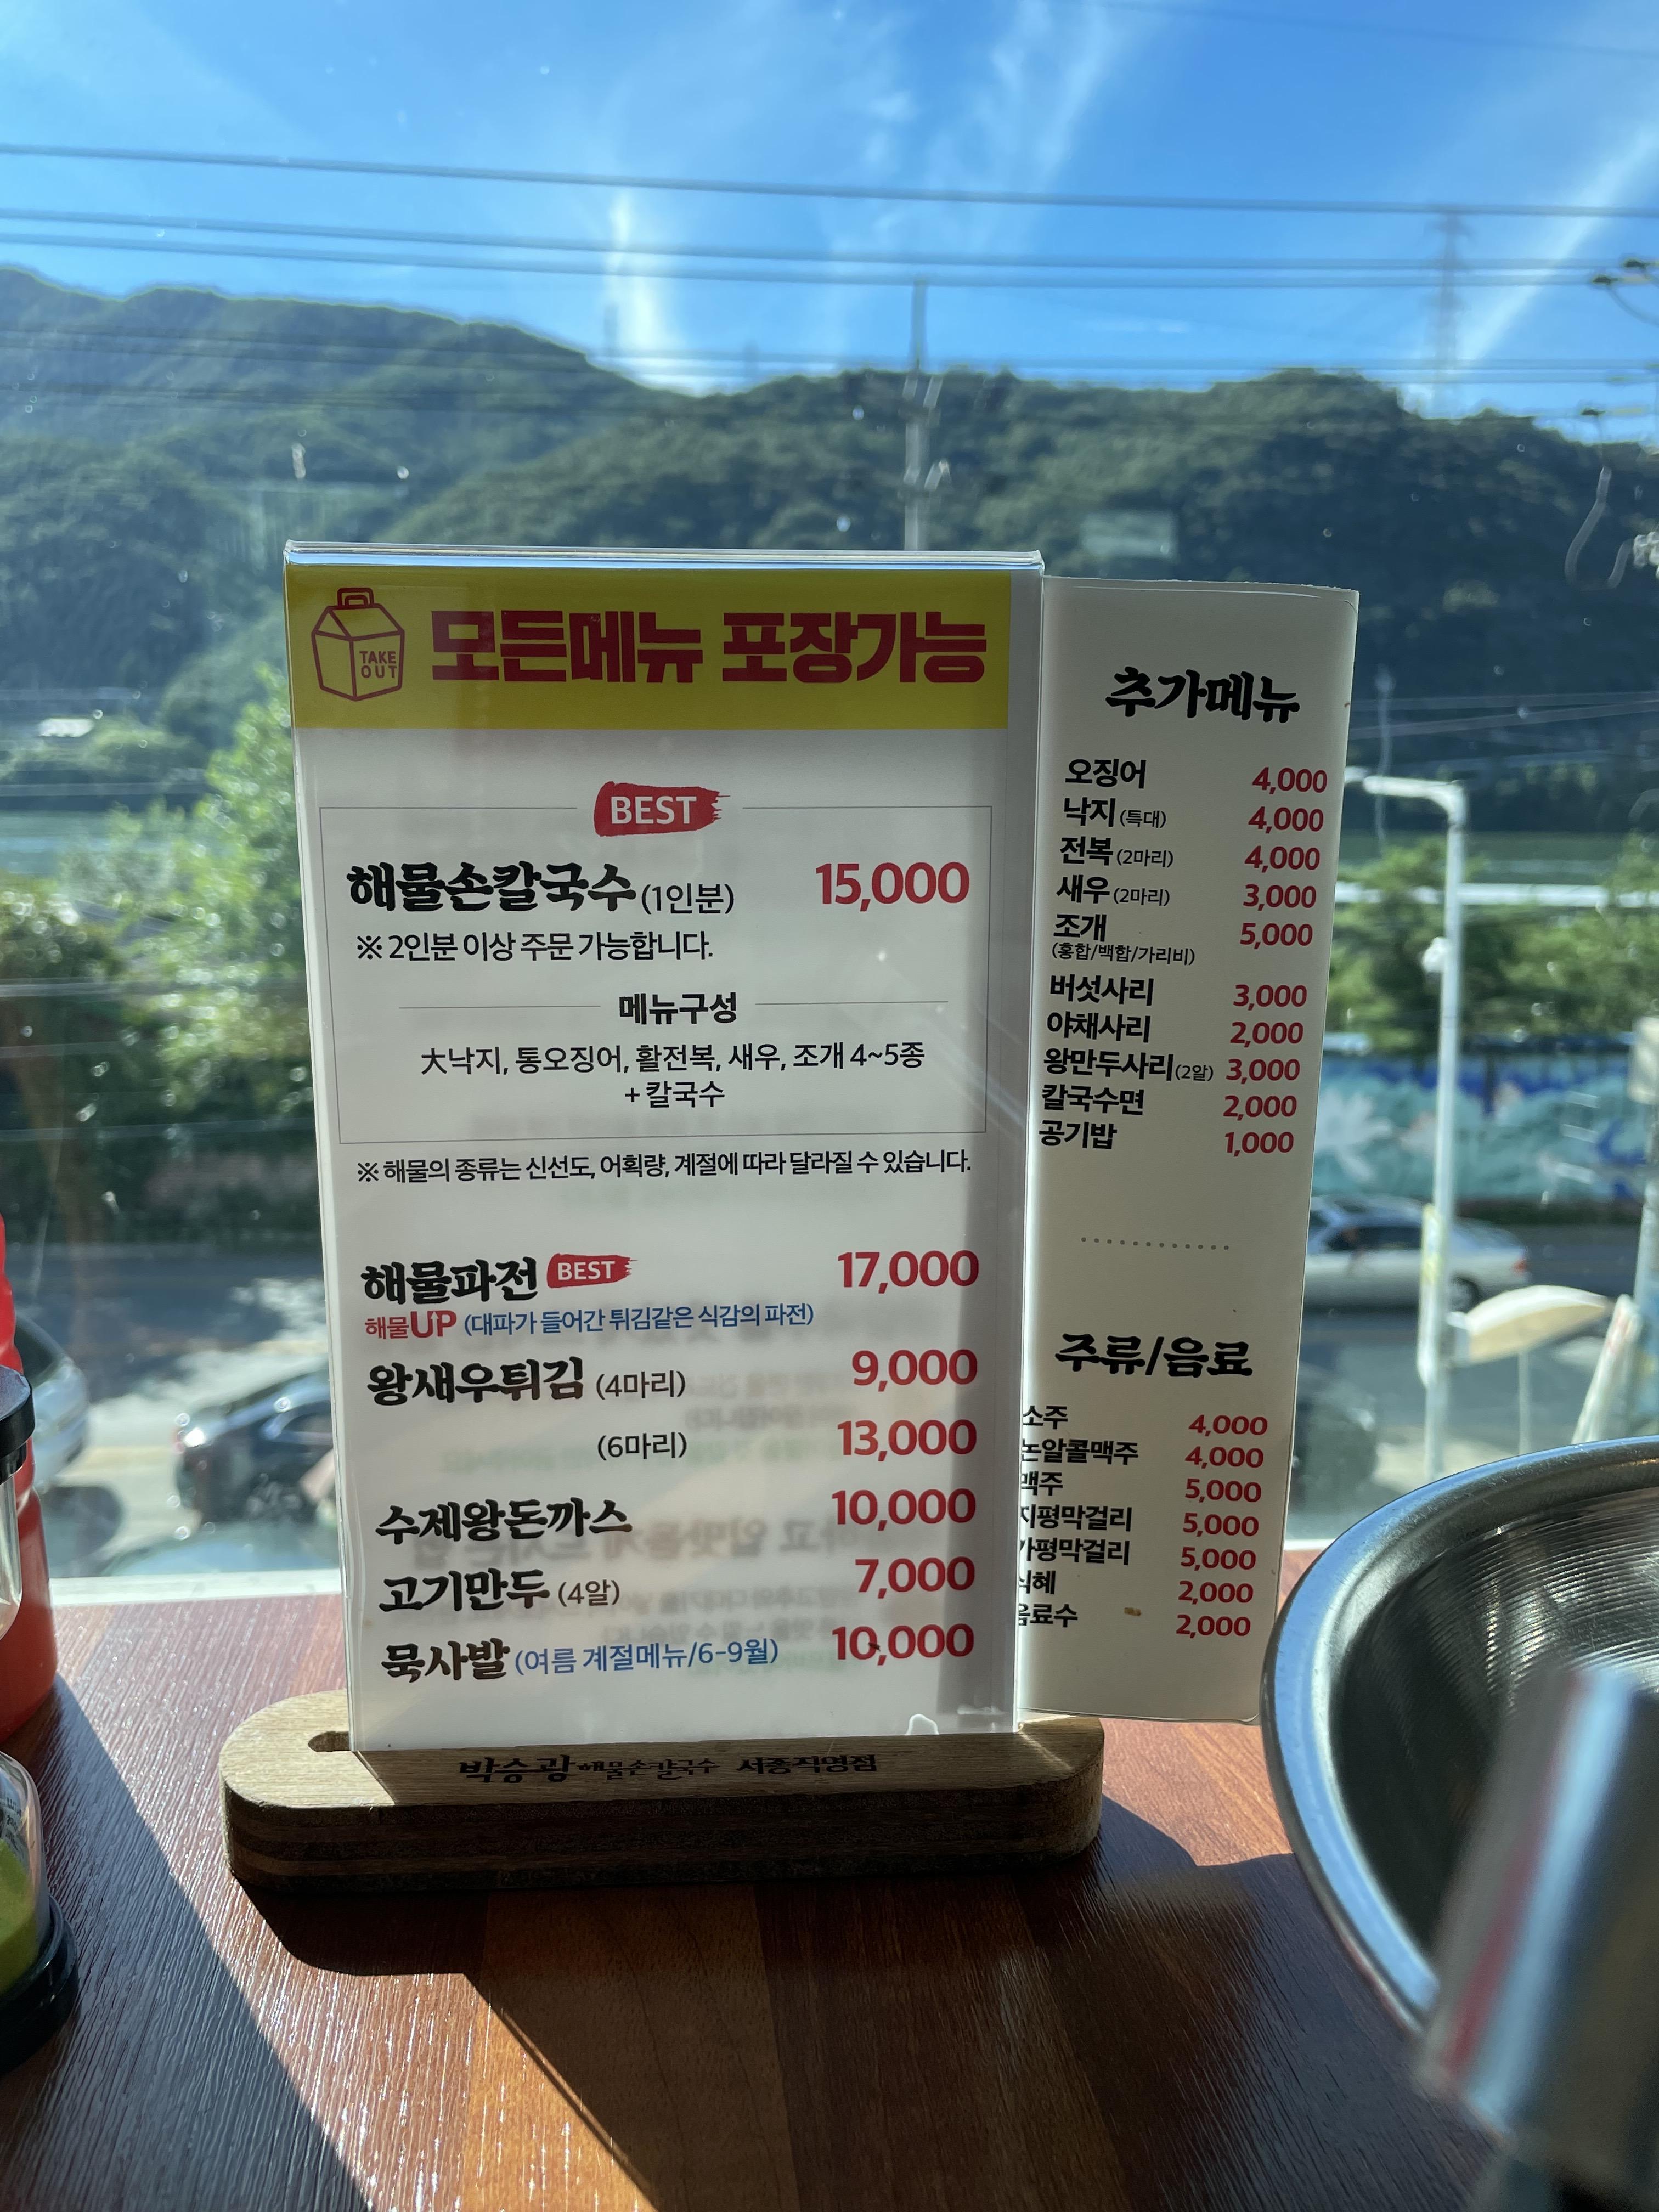 TAKE
OUT
모든메뉴 포장가능
BEST
해물손칼국수 (1인분) 15,000
※ 2인분 이상 주문 가능합니다.
메뉴구성
大낙지, 통오징어, 활전복, 새우, 조개 4~5종
+ 칼국수
※ 해물의 종류는 신선도, 어획량, 계절에 따라 달라질 수 있습니다.
해물파전 BEST 17,000
해물UP (대파가 들어간 튀김같은 식감의 파전)
왕새우튀김 (4마리) 9,000
(6마리) 13,000
수제왕돈까스 10,000
고기만두 (4알) 7,000
묵사발 (여름 계절메뉴/6-9월) 10,000
박승광 해물손칼국수 서종직영점
추가메뉴
오징어 4,000
낙지 (특대) 4,000
전복 (2마리) 4,000
새우 (2마리) 3,000
조개 5,000
(홍합/백합/가리비)
버섯사리 3,000
야채사리 2,000
왕만두사리 (2알) 3,000
칼국수면 2,000
공기밥 1,000
주류/음료
소주 4,000
논알콜맥주 4,000
맥주 5,000
지평막걸리 5,000
가평막걸리 5,000
식혜 2,000
음료수 2,000